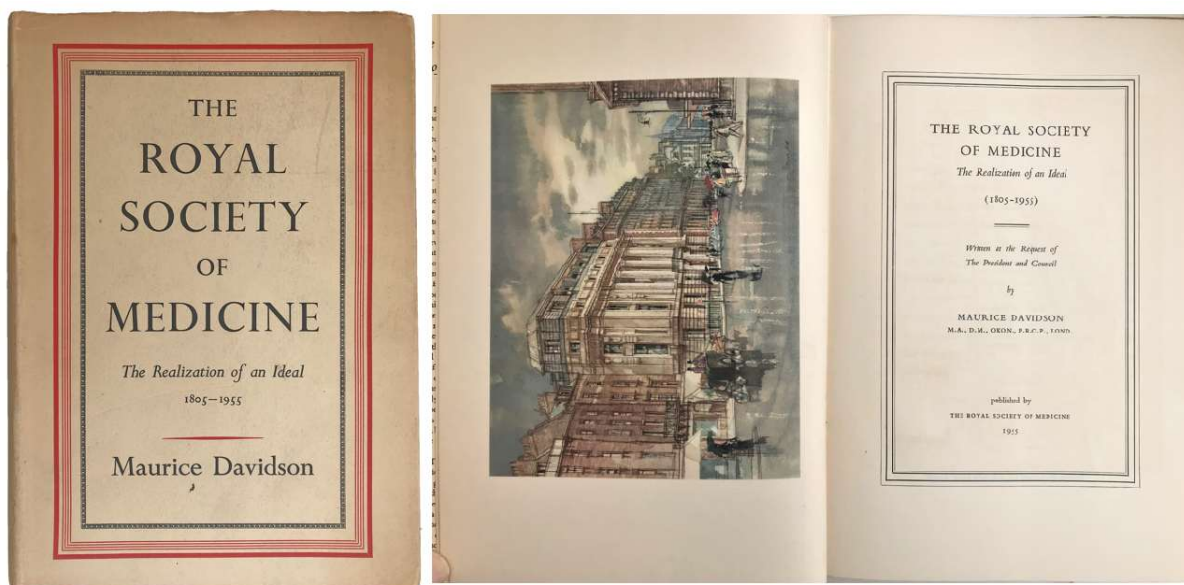 THE
ROYAL
SOCIETY
OF
MEDICINE
The Realization of an Ideal
1805–1955
Maurice Davidson
THE ROYAL SOCIETY
OF MEDICINE
The Realization of an Ideal
(1805-1955)
Written at the Request of
The President and Council
by
MAURICE DAVIDSON
M.A., D.M., OXON., F.R.C.P., LOND.
published by
THE ROYAL SOCIETY OF MEDICINE
1955